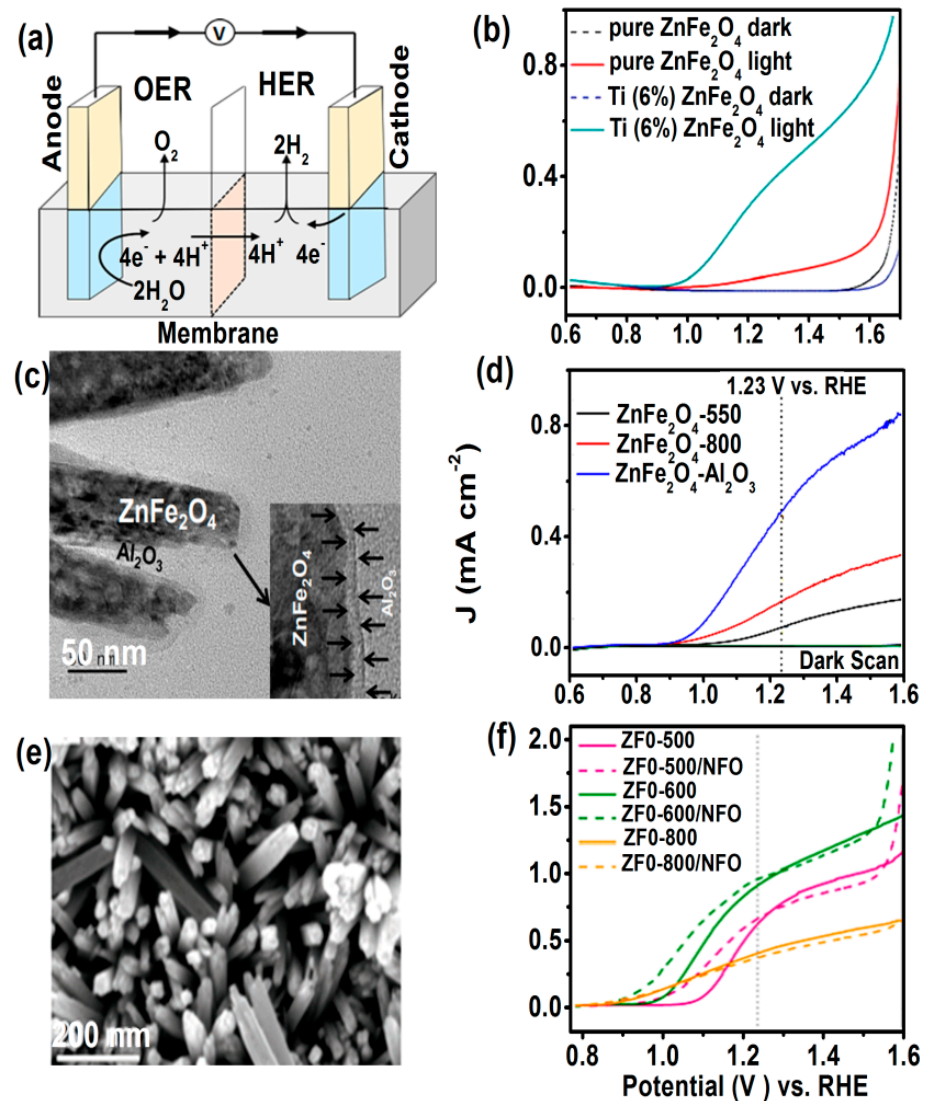 (a)
V
Anode
OER
HER
Cathode
O2
2H2
4e- + 4H+
4H+
4e-
2H2O
Membrane
(b)
pure ZnFe2O4 dark
pure ZnFe2O4 light
Ti (6%) ZnFe2O4 dark
Ti (6%) ZnFe2O4 light
0.8
0.4
0.0
0.6 0.8 1.0 1.2 1.4 1.6
(c)
ZnFe2O4
Al2O3
50 nm
ZnFe2O4
Al2O3
(d)
1.23 V vs. RHE
ZnFe2O4-550
ZnFe2O4-800
ZnFe2O4-Al2O3
0.8
0.4
0.0
J (mA cm-2)
Dark Scan
0.6 0.8 1.0 1.2 1.4 1.6
(e)
200 mm
(f)
ZF0-500
ZF0-500/NFO
ZF0-600
ZF0-600/NFO
ZF0-800
ZF0-800/NFO
2.0
1.5
1.0
0.5
0.0
0.8 1.0 1.2 1.4 1.6
Potential (V ) vs. RHE